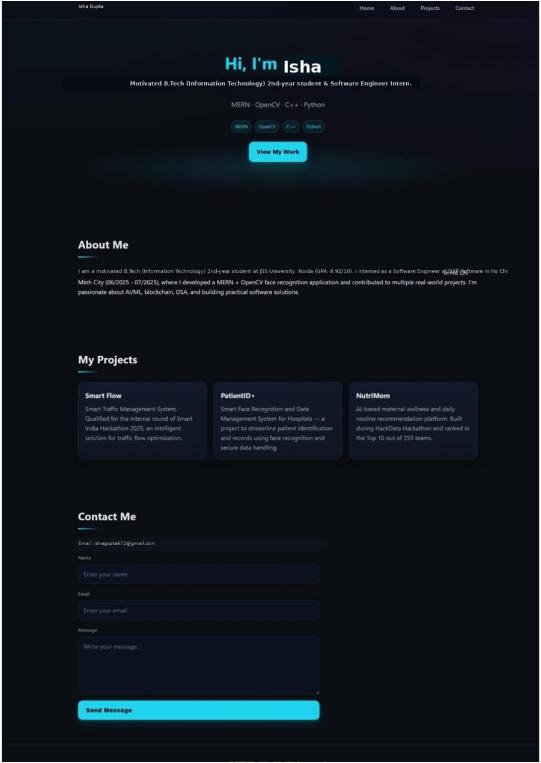 Isha Gupta
Home About Projects Contact
Hi, I'm Isha
Motivated B.Tech (Information Technology) 2nd-year student & Software Engineer Intern.
MERN · OpenCV · C++ · Python
MERN OpenCV C++ Python
View My Work
About Me
I am a motivated B.Tech (Information Technology) 2nd-year student at JSS University, Noida (GPA: 8.92/10). I interned as a Software Engineer at Software in Ho Chi
Minh City (06/2025 - 07/2025), where I developed a MERN + OpenCV face recognition application and contributed to multiple real-world projects. I'm
passionate about AI/ML, blockchain, DSA, and building practical software solutions.
My Projects
Smart Flow
Smart Traffic Management System.
Qualified for the internal round of Smart
India Hackathon 2025; an intelligent
solution for traffic flow optimization.
PatientID+
Smart Face Recognition and Data
Management System for Hospitals — a
project to streamline patient identification
and records using face recognition and
secure data handling.
NutriMom
AI-based maternal wellness and daily
routine recommendation platform. Built
during HackData Hackathon and ranked in
the Top 10 out of 255 teams.
Contact Me
Email: ishagupta672@gmail.com
Name
Enter your name
Email
Enter your email
Message
Write your message...
Send Message